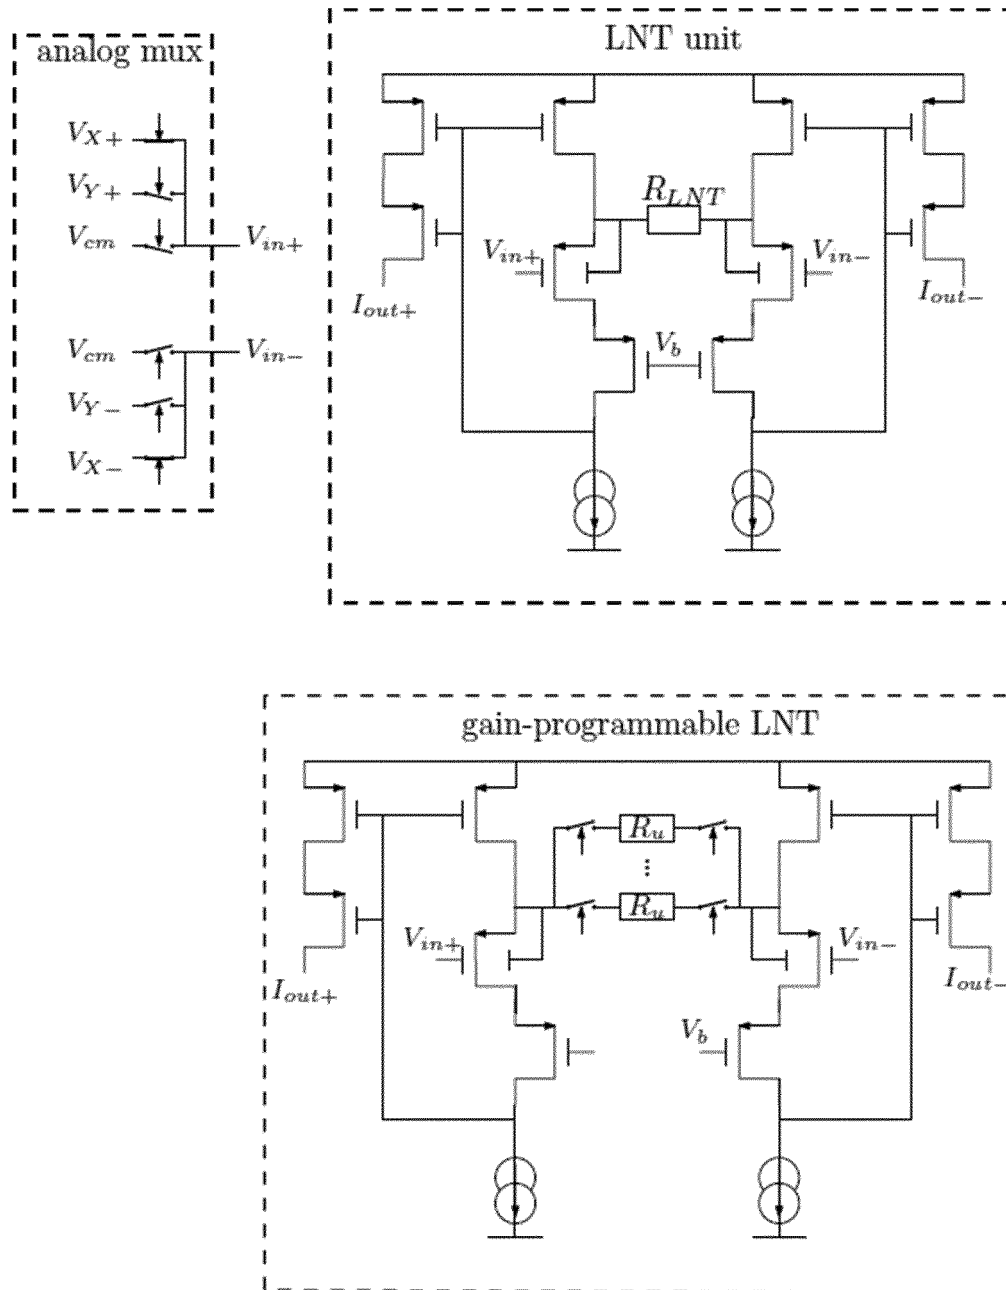 analog mux
V_{X+}
V_{Y+}
V_{cm}
V_{in+}
V_{cm}
V_{in-}
V_{Y-}
V_{X-}
LNT unit
R_{LNT}
V_{in+}
V_{in-}
I_{out+}
V_b
I_{out-}
gain-programmable LNT
R_u
⋮
R_u
V_{in+}
V_{in-}
I_{out+}
I_{out-}
V_b